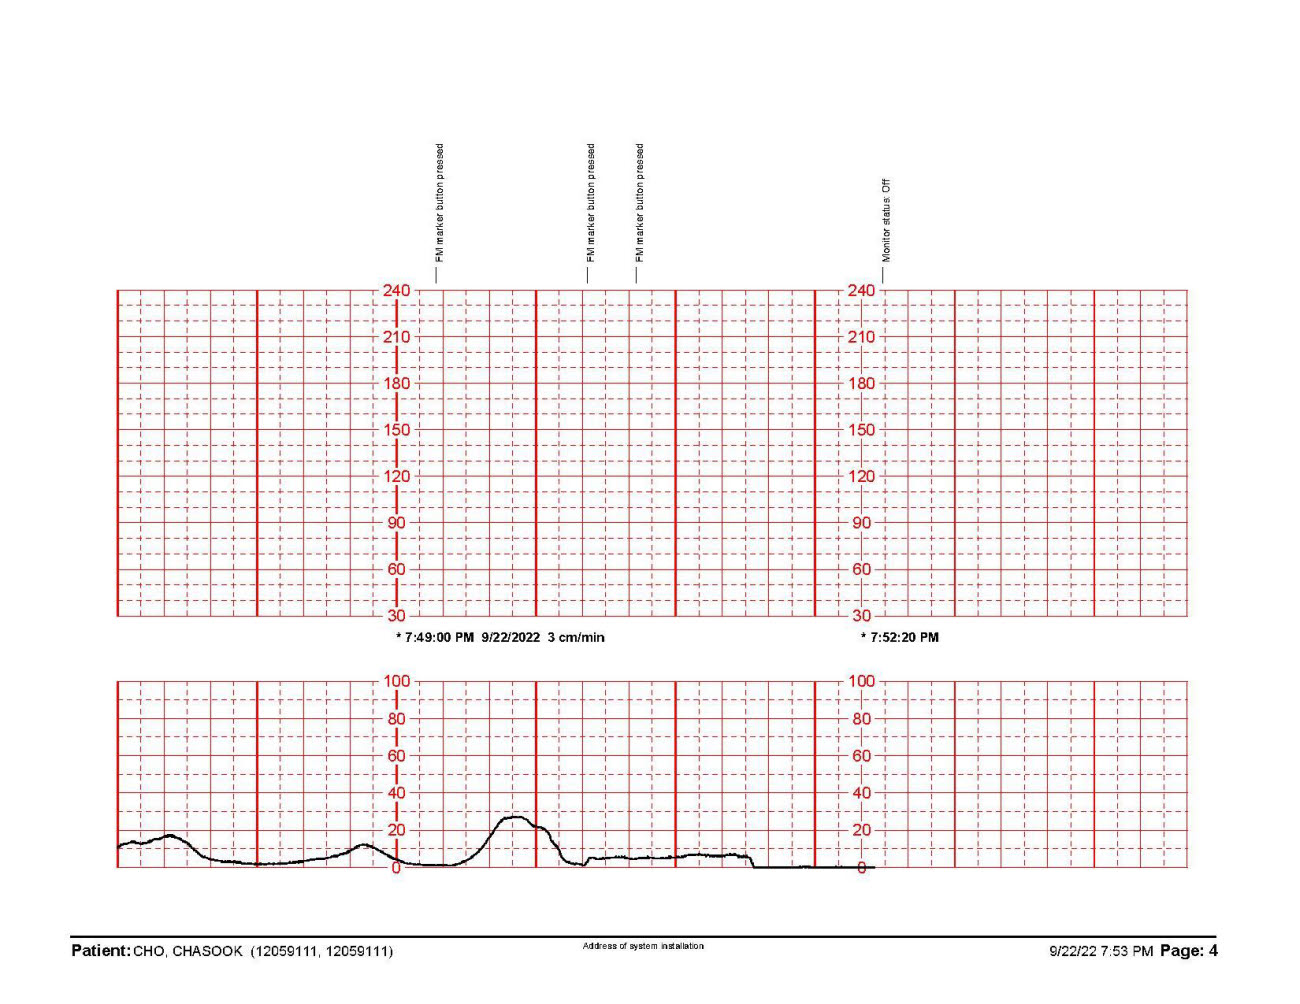 FM marker button pressed
FM marker button pressed
FM marker button pressed
Monitor status: Off
240 240
210 210
180 180
150 150
120 120
90 90
60 60
30 30
* 7:49:00 PM 9/22/2022 3 cm/min * 7:52:20 PM
100 100
80 80
60 60
40 40
20 20
0 0
Patient: CHO, CHASOOK (12059111, 12059111) Address of system installation 9/22/22 7:53 PM Page: 4